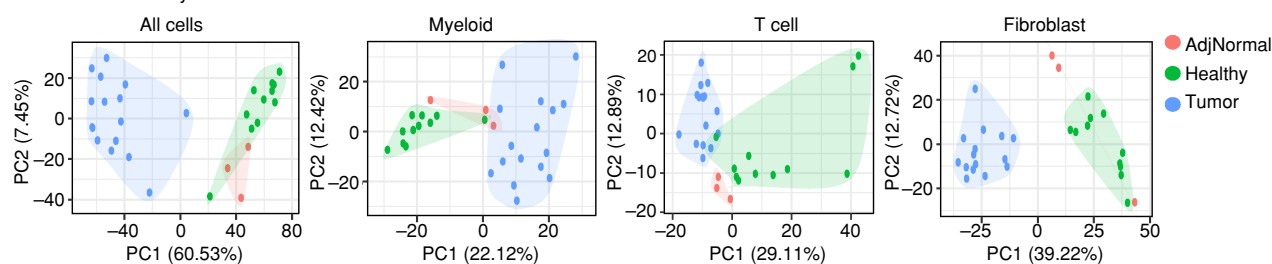 All cells
Myeloid
T cell
Fibroblast
PC2 (7.45%)
20
0
−20
−40
−40
0
40
80
PC1 (60.53%)
PC2 (12.42%)
20
0
−20
−20
0
20
PC1 (22.12%)
PC2 (12.89%)
20
10
0
−10
−20
−20
0
20
40
PC1 (29.11%)
PC2 (12.72%)
40
20
0
−20
−25
0
25
50
PC1 (39.22%)
AdjNormal
Healthy
Tumor